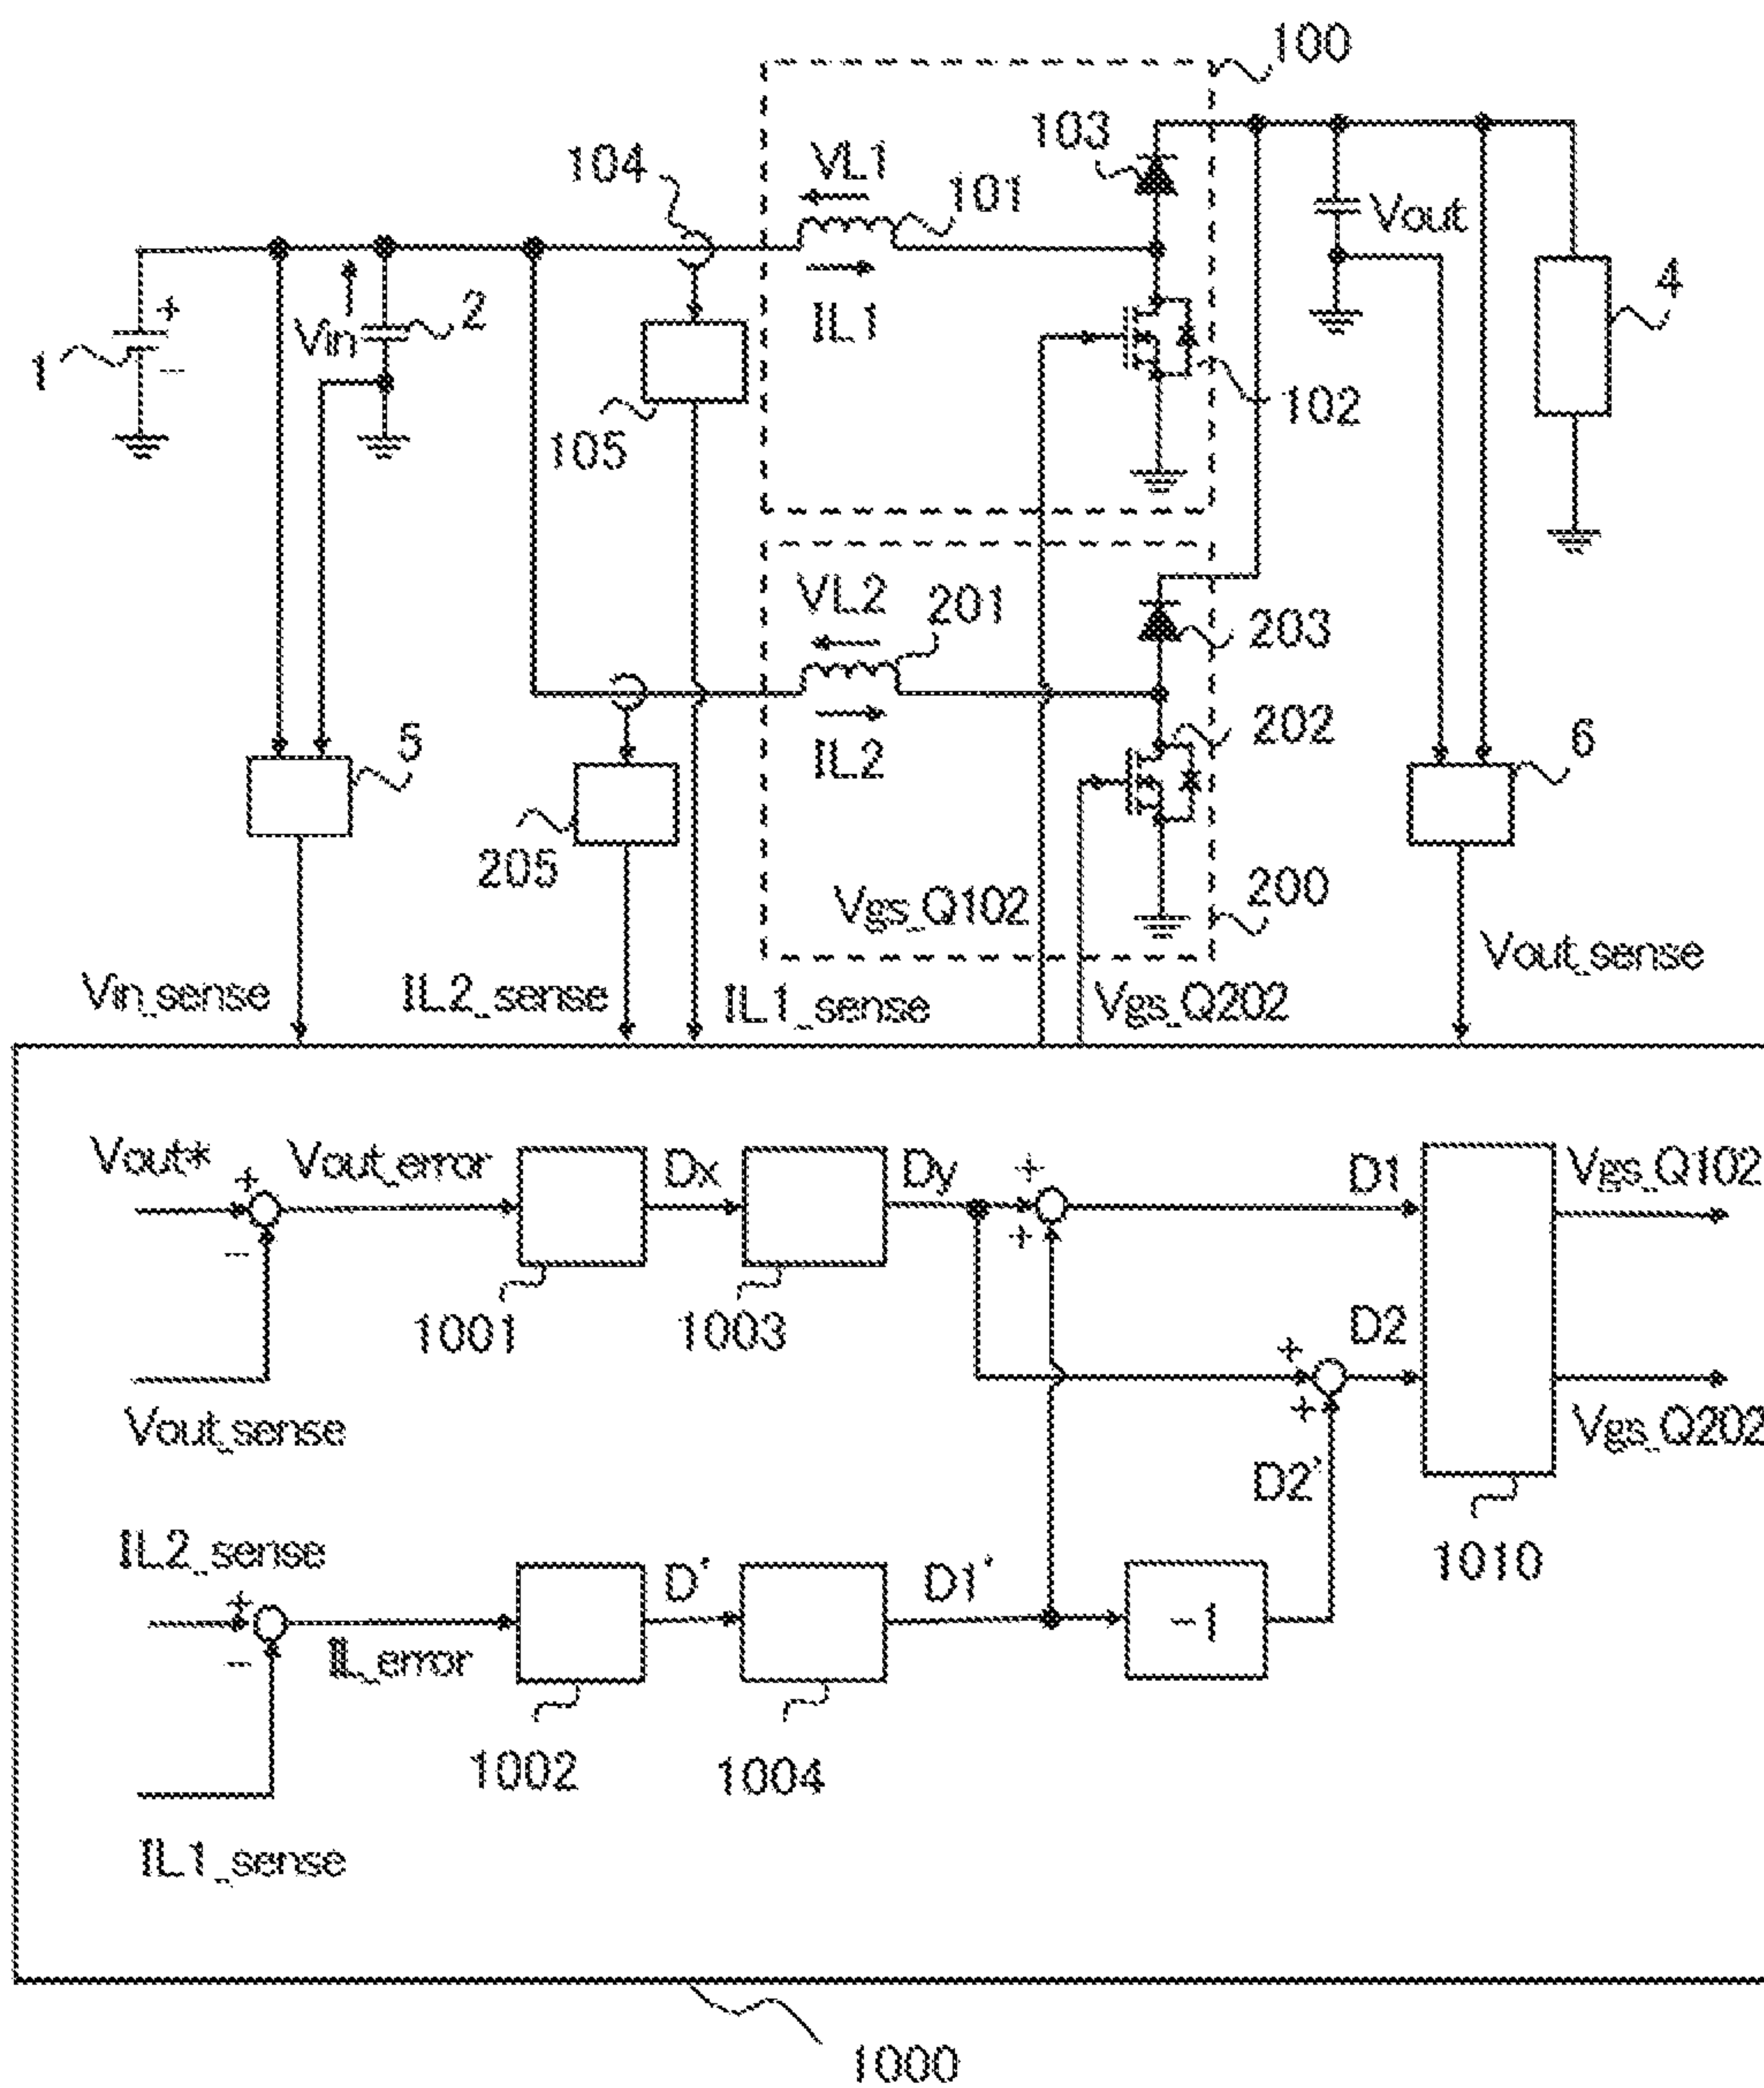 100
103
104
VL1
101
Vout
+
Vin
2
IL1
4
1
-
102
105
VL2
201
203
5
202
6
IL2
205
Vgs_Q102
200
Vout_sense
Vin_sense
IL2_sense
IL1_sense
Vgs_Q202
Vout*
+
Vout_error
Dx
Dy
+
D1
Vgs_Q102
-
+
1001
1003
D2
+
Vout_sense
+
Vgs_Q202
D2'
IL2_sense
1010
+
D'
D1'
-1
-
IL_error
1002
1004
IL1_sense
1000